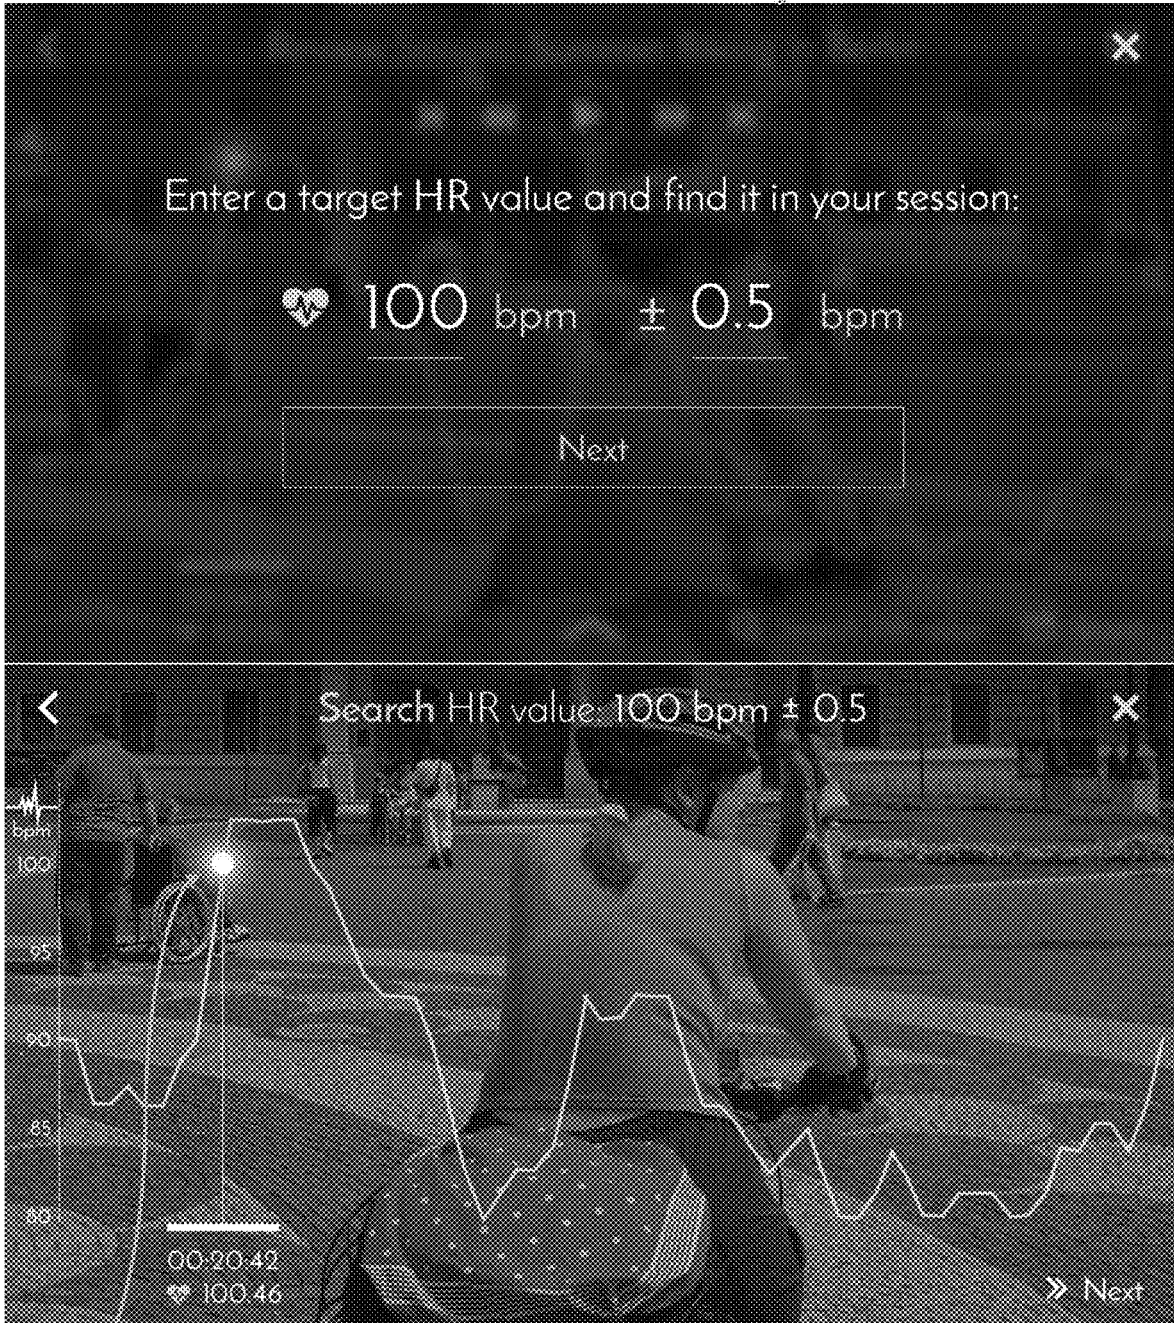 Enter a target HR value and find it in your session:
100 bpm ± 0.5 bpm
Next
Search HR value: 100 bpm ± 0.5
bpm
100
95
90
85
80
00:20:42
100.46
Next